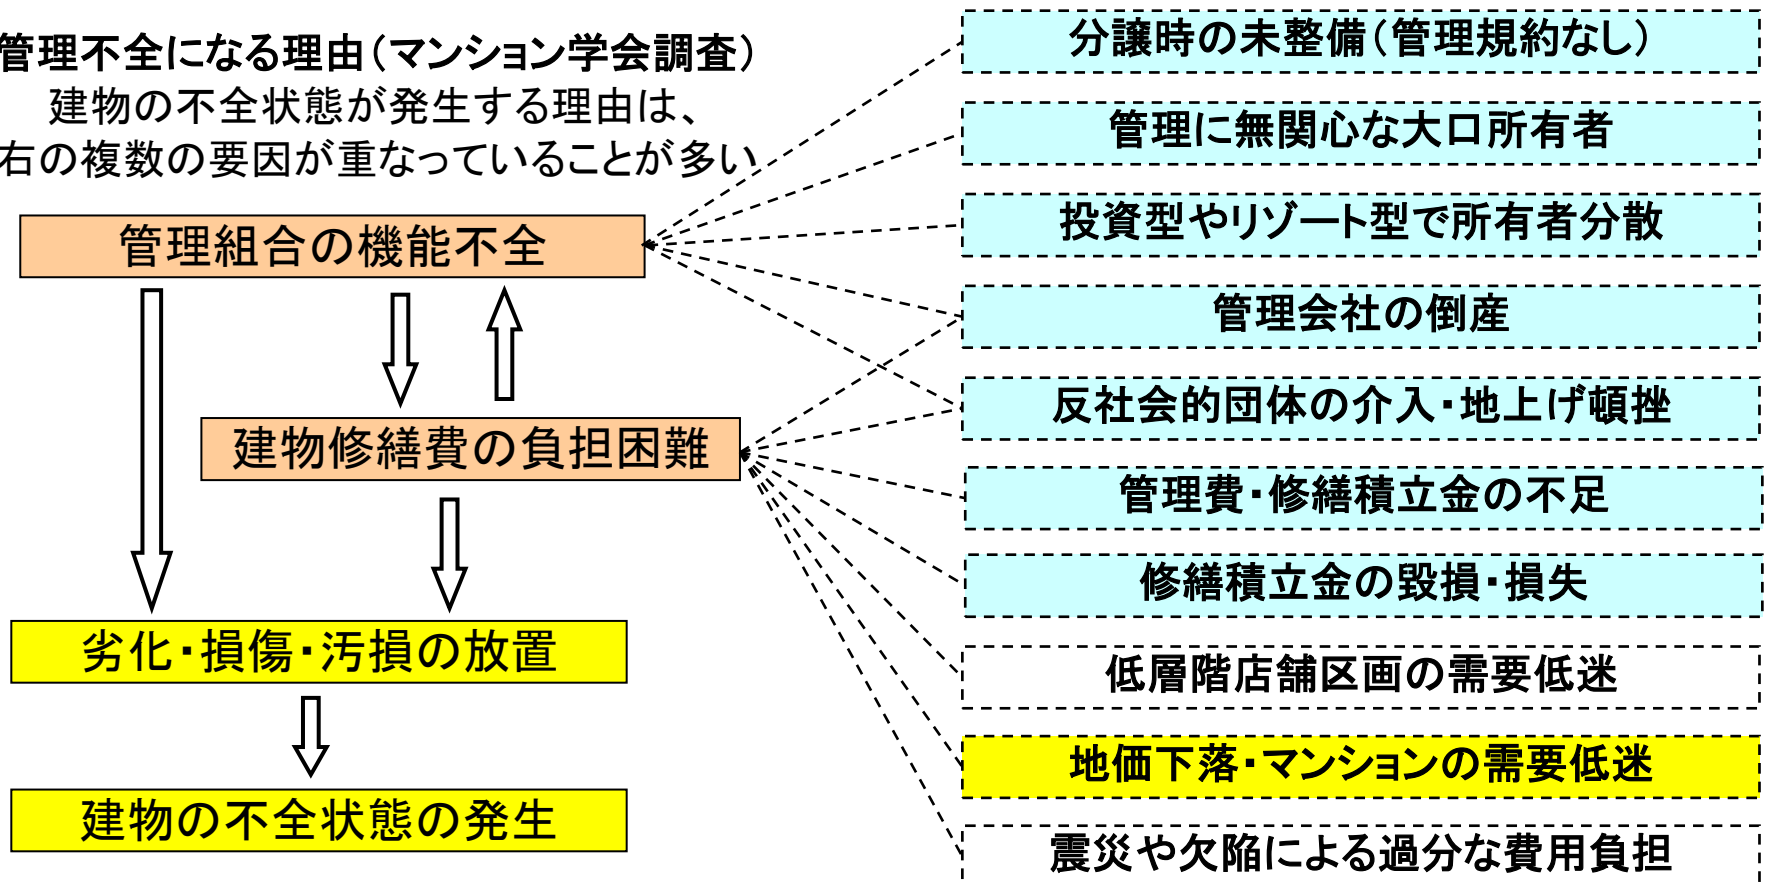 管理不全になる理由（マンション学会調査）
建物の不全状態が発生する理由は、
右の複数の要因が重なっていることが多い
管理組合の機能不全
建物修繕費の負担困難
劣化・損傷・汚損の放置
建物の不全状態の発生
分譲時の未整備（管理規約なし）
管理に無関心な大口所有者
投資型やリゾート型で所有者分散
管理会社の倒産
反社会的団体の介入・地上げ頓挫
管理費・修繕積立金の不足
修繕積立金の毀損・損失
低層階店舗区画の需要低迷
地価下落・マンションの需要低迷
震災や欠陥による過分な費用負担